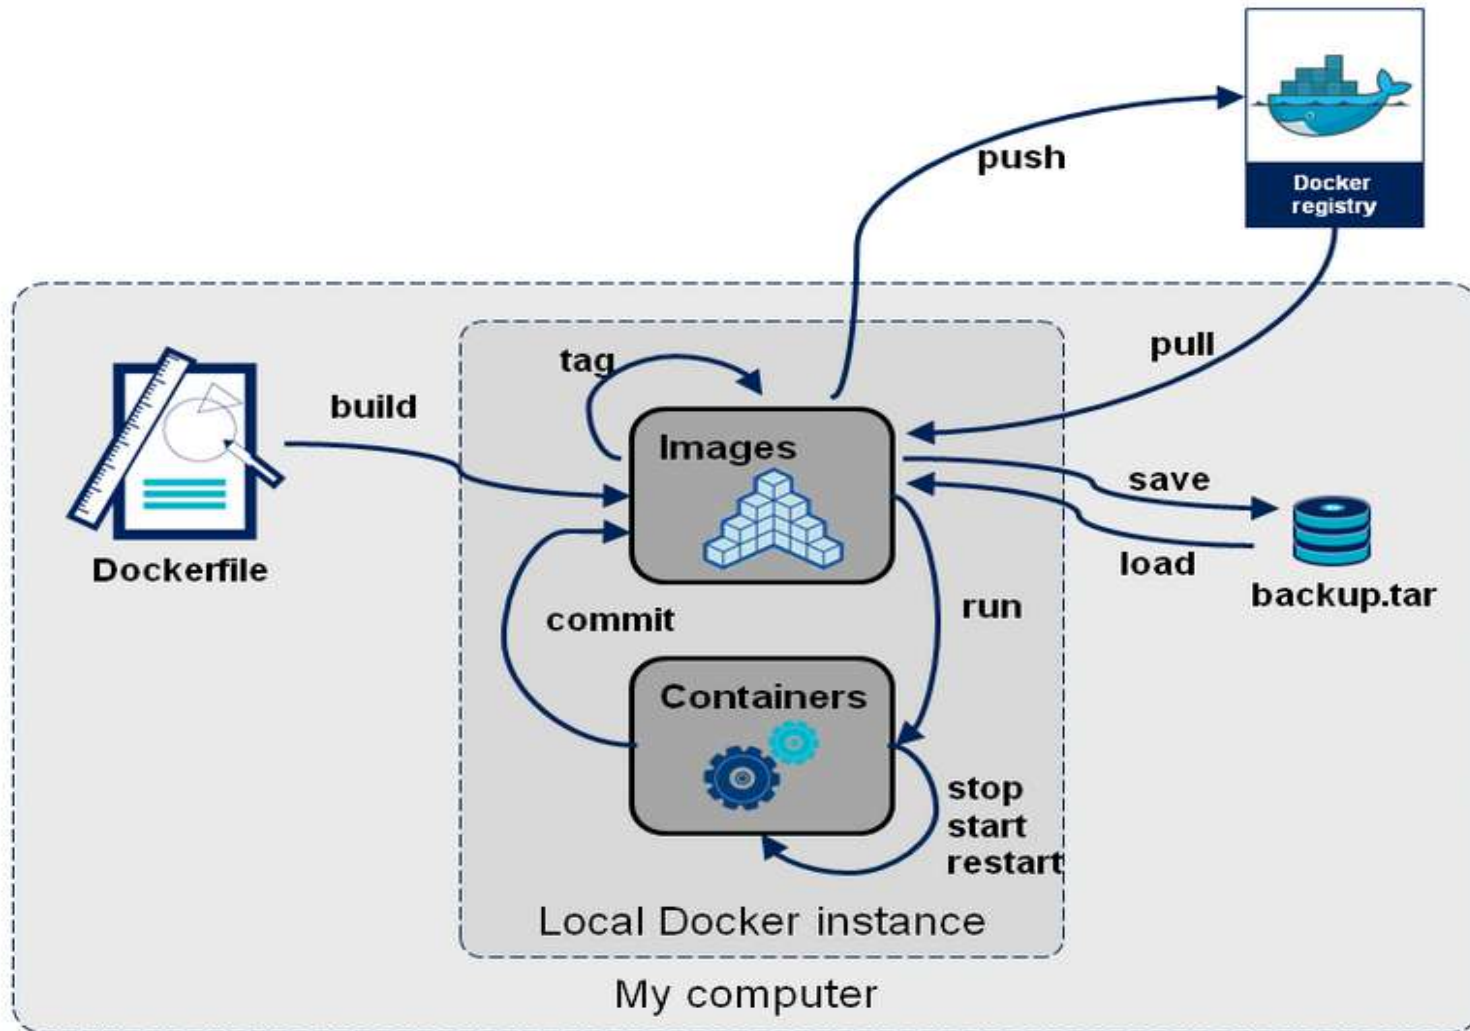 Docker
registry
push
pull
tag
build
Images
save
load
Dockerfile
backup.tar
commit
run
Containers
stop
start
restart
Local Docker instance
My computer